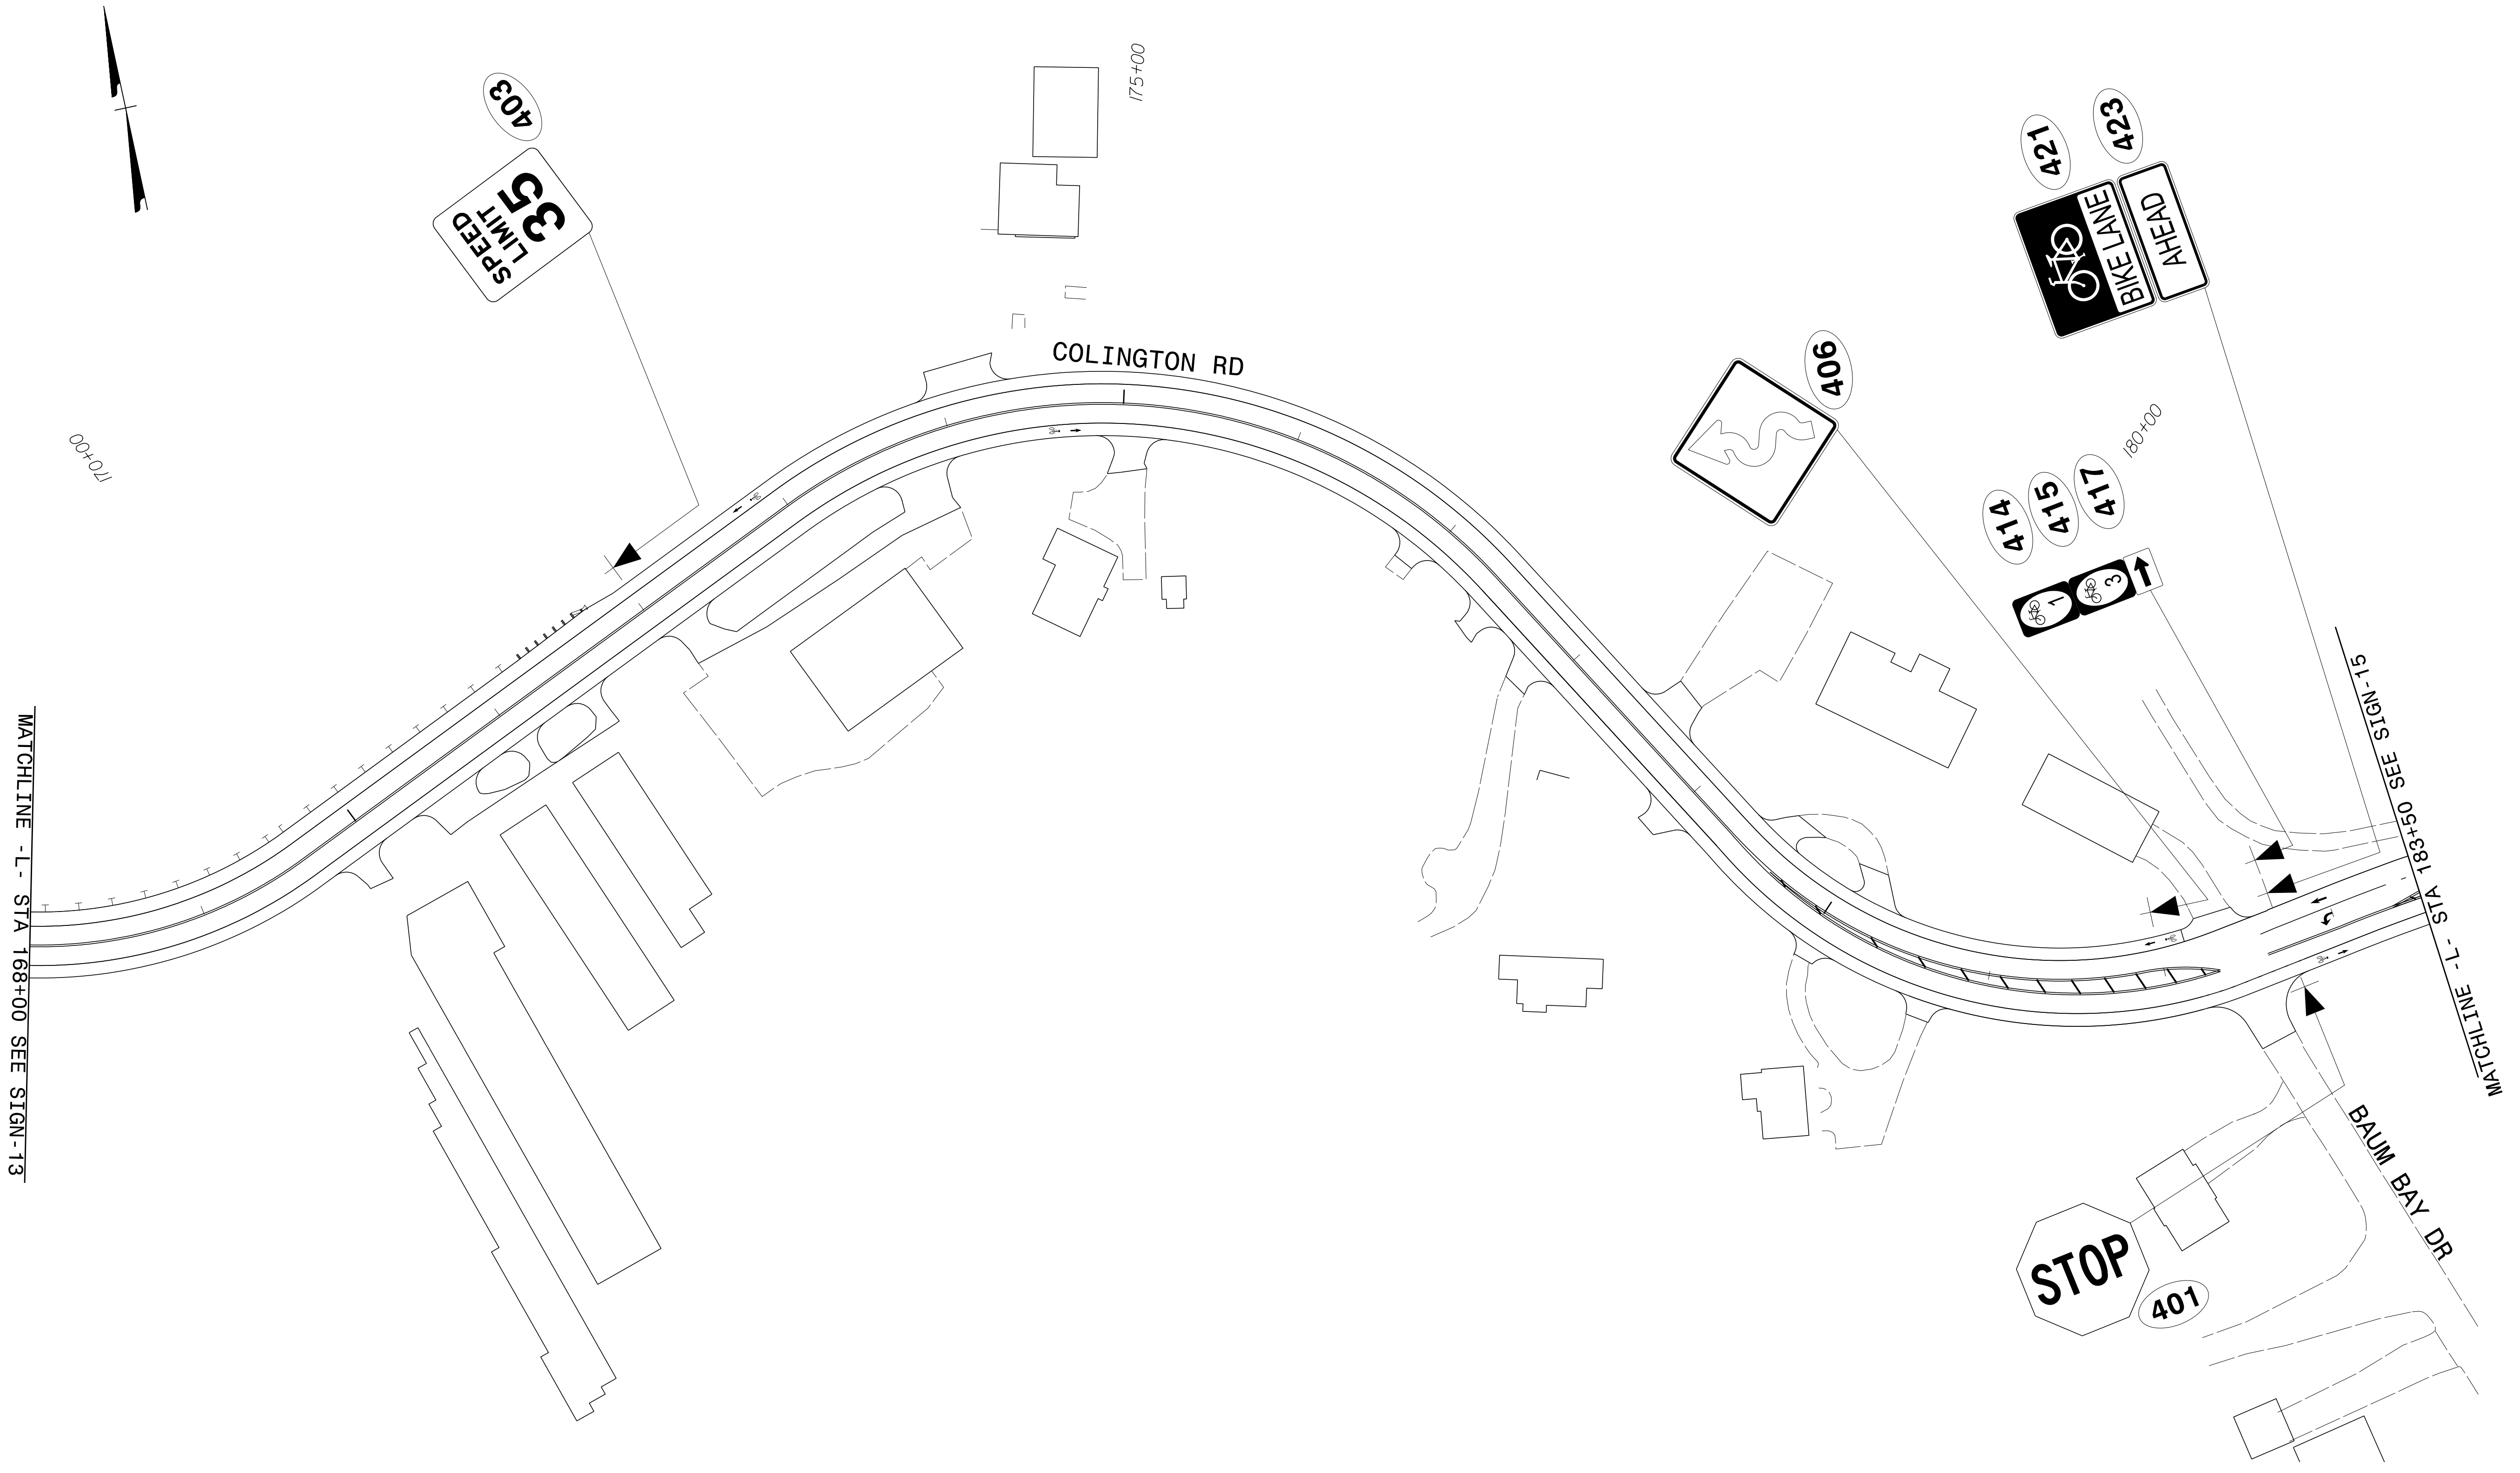 403
SPEED
LIMIT
35
175+00
170+00
COLINGTON RD
421
423
BIKE LANE
AHEAD
406
180+00
414
415
417
1
3
MATCHLINE -L- STA 168+00 SEE SIGN-13
MATCHLINE -L- STA 183+50 SEE SIGN-15
BAUM BAY DR
STOP
401